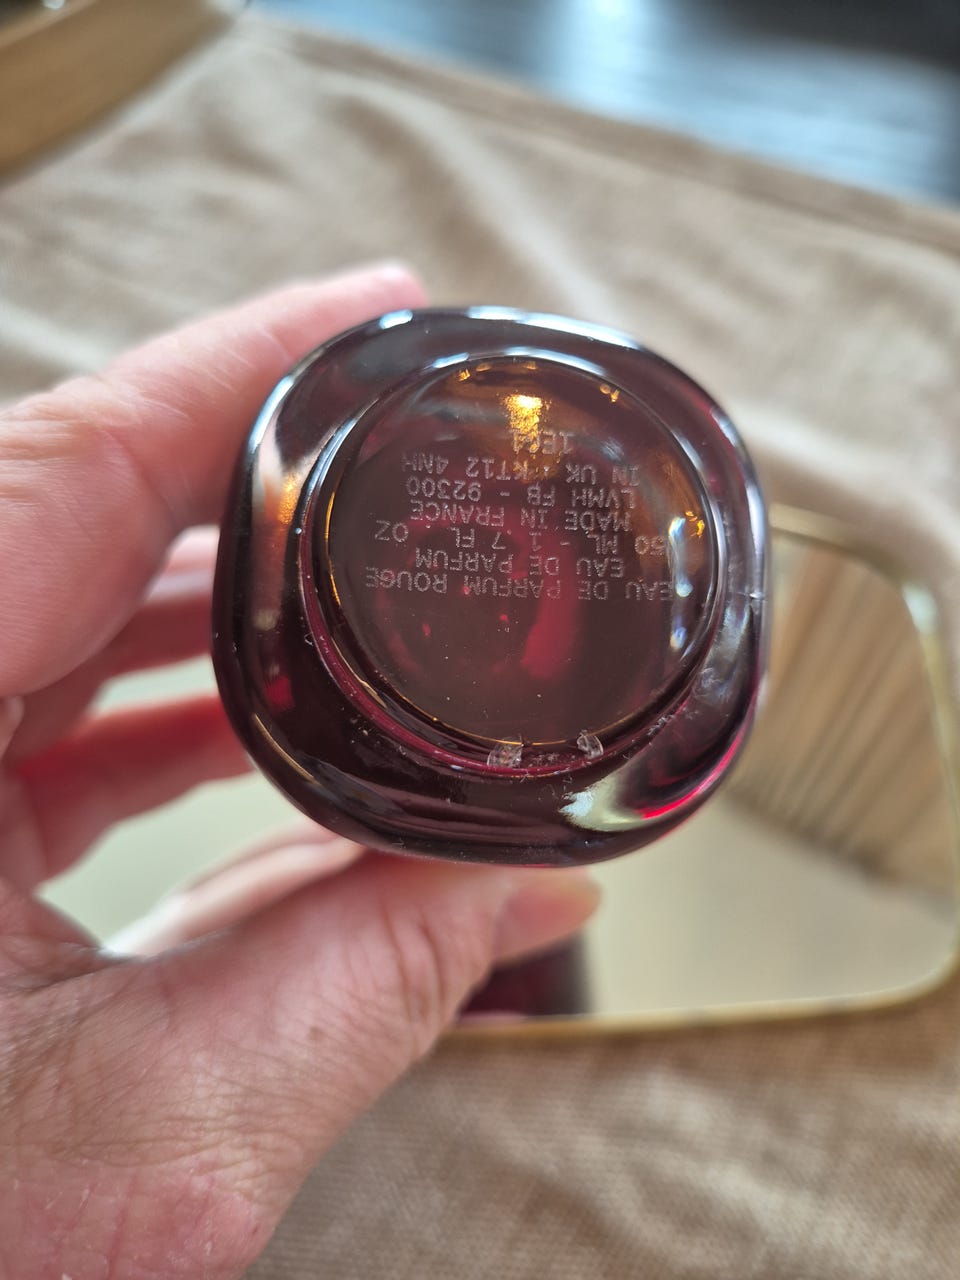 EAU DE PARFUM ROUGE
EAU DE PARFUM
50 ML - 1 7 FL OZ
MADE IN FRANCE
LVMH FB - 92300
IN UK : KT12 4NH